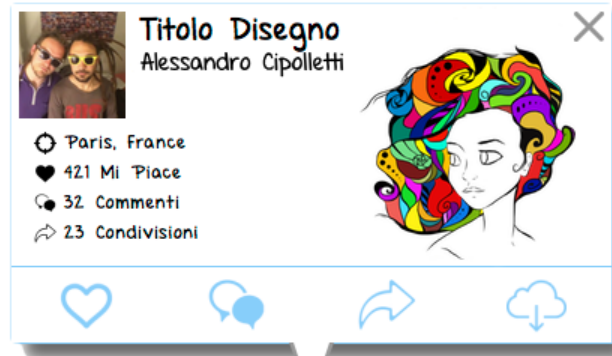 Titolo Disegno
Alessandro Cipolletti
Paris, France
421 Mi Piace
32 Commenti
23 Condivisioni